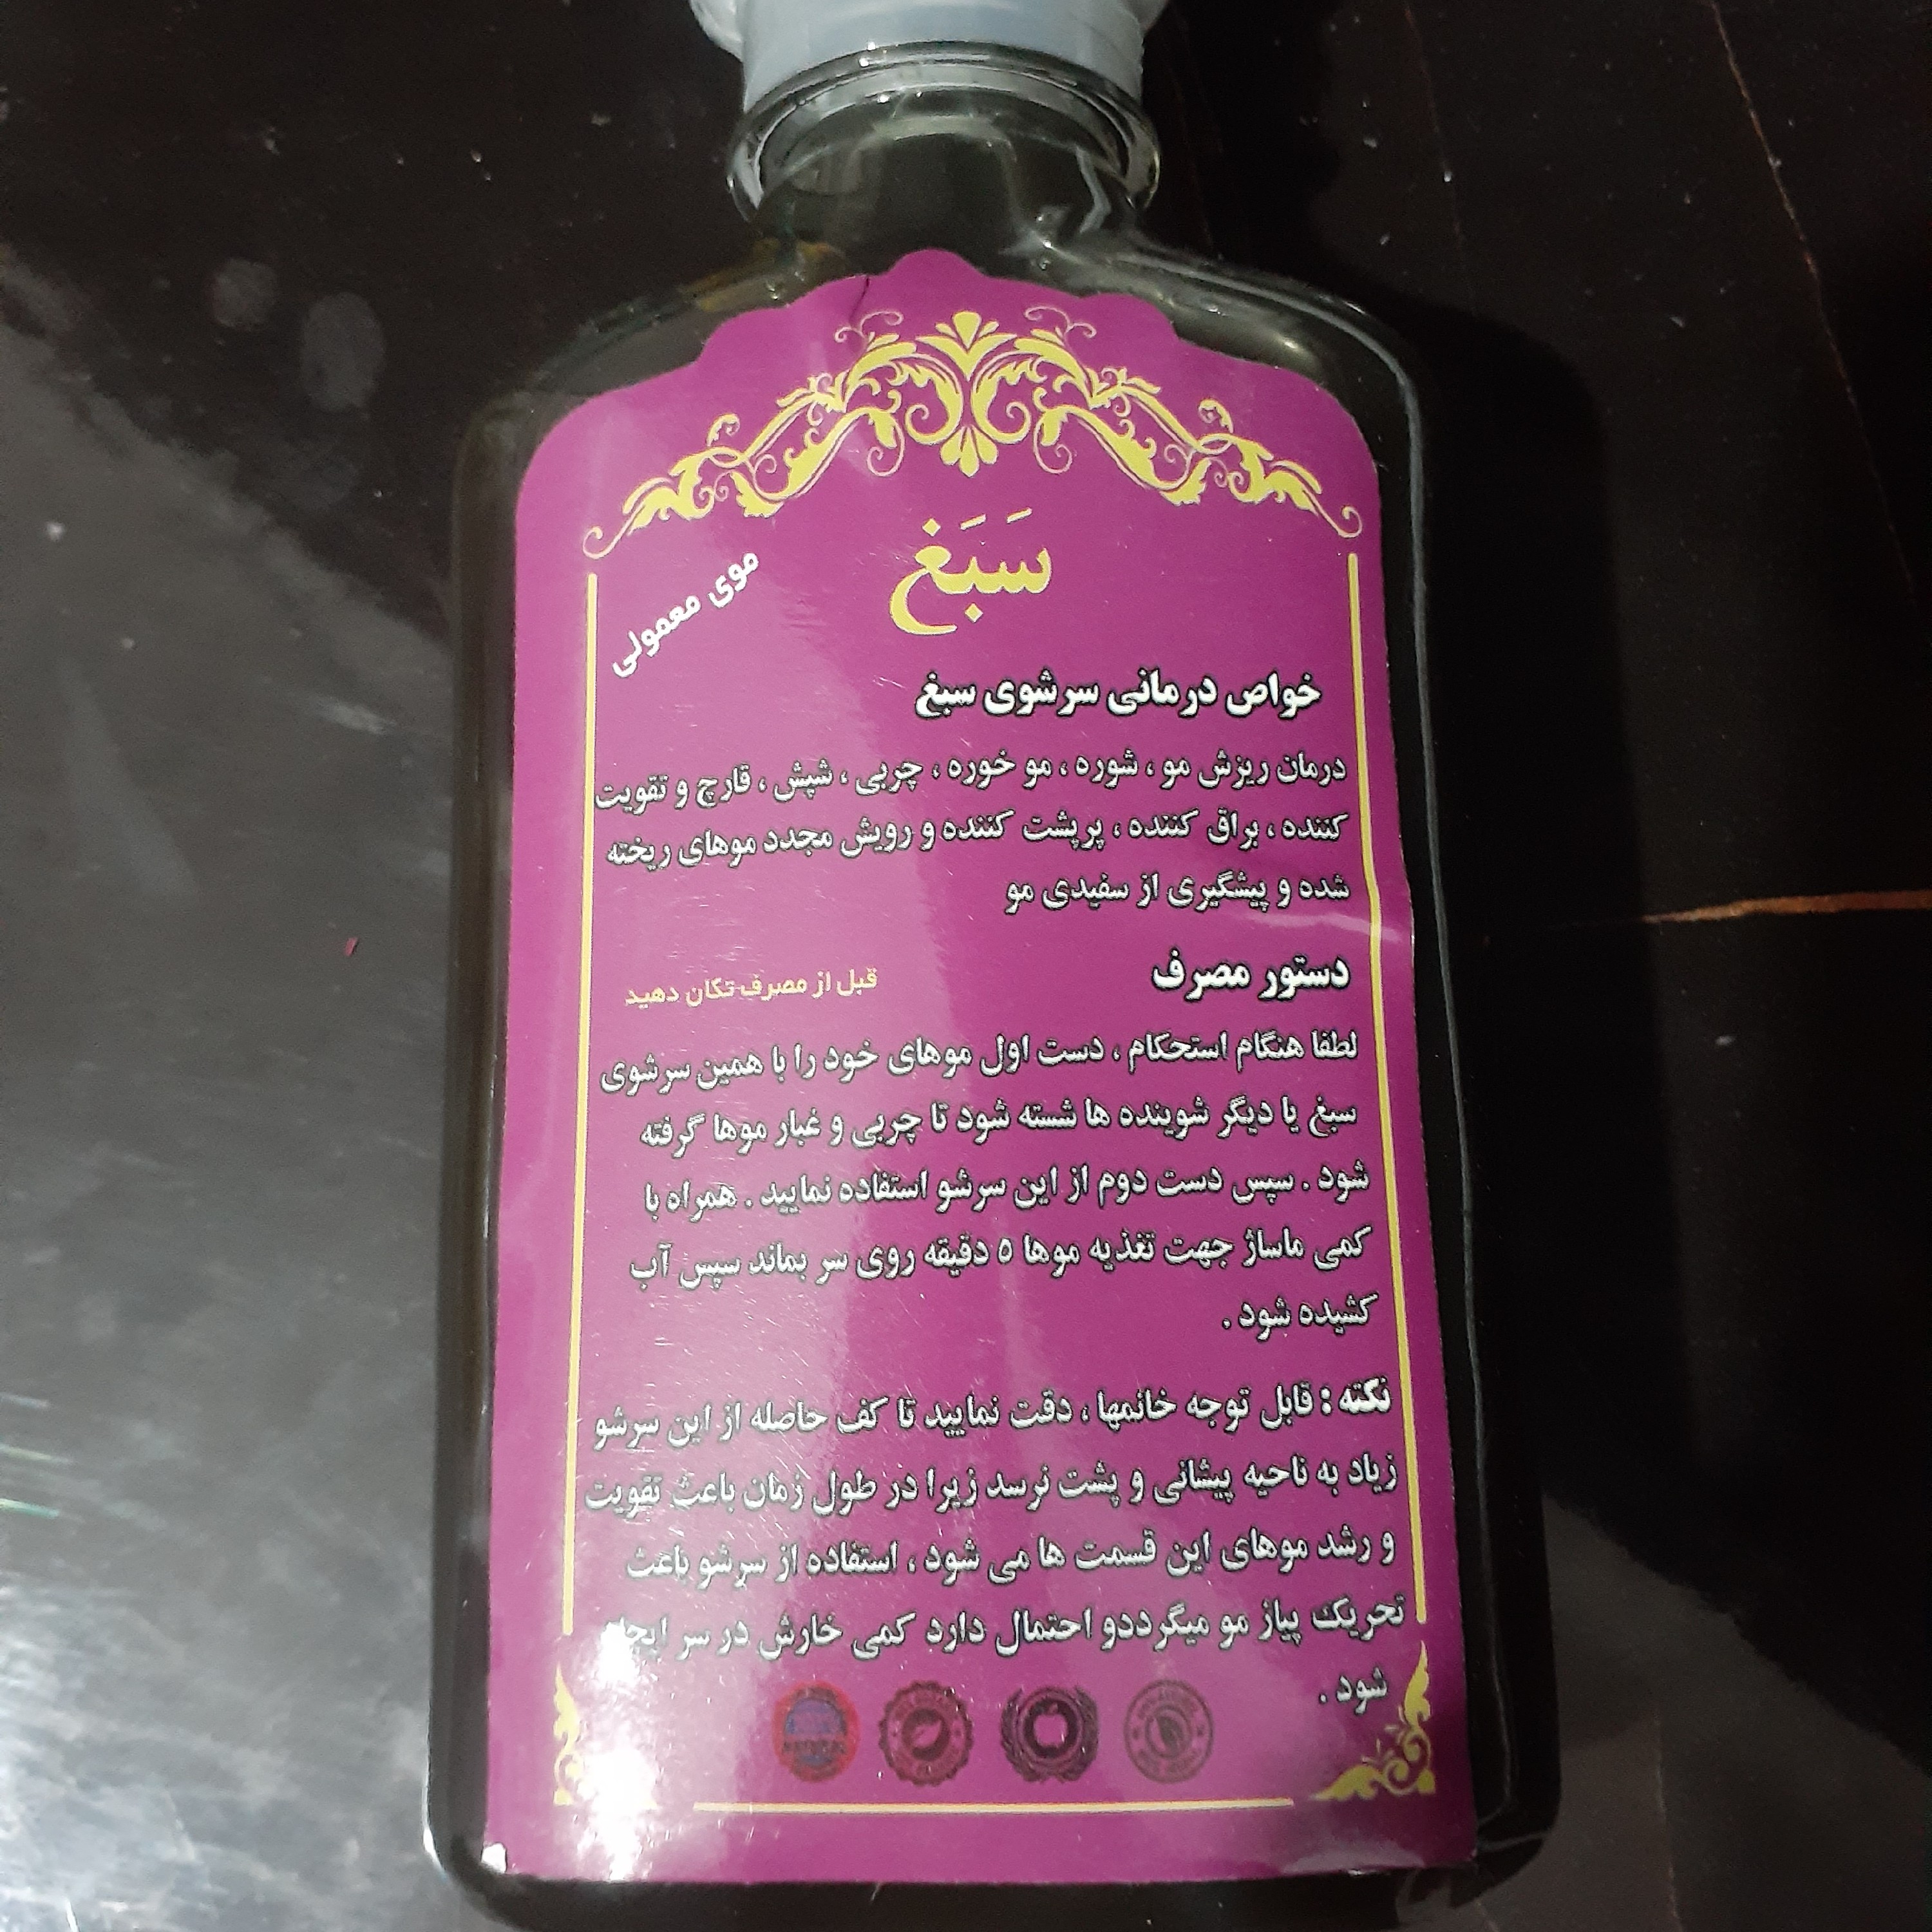 سَبَغ
موی معمولی
خواص درمانی سرشوی سبغ
درمان ریزش مو ، شوره ، مو خوره ، چربی ، شپش ، قارچ و تقویت
کننده ، براق کننده ، پرپشت کننده و رویش مجدد موهای ریخته
شده و پیشگیری از سفیدی مو
دستور مصرف
قبل از مصرف تکان دهید
لطفا هنگام استحکام ، دست اول موهای خود را با همین سرشوی
سبغ یا دیگر شوینده ها شسته شود تا چربی و غبار موها گرفته
شود . سپس دست دوم از این سرشو استفاده نمایید . همراه با
کمی ماساژ جهت تغذیه موها ۵ دقیقه روی سر بماند سپس آب
کشیده شود .
نکته : قابل توجه خانمها ، دقت نمایید تا کف حاصله از این سرشو
زیاد به ناحیه پیشانی و پشت نرسد زیرا در طول زمان باعث تقویت
و رشد موهای این قسمت ها می شود ، استفاده از سرشو باعث
تحریک پیاز مو میگرددو احتمال دارد کمی خارش در سر ایجاد
شود .